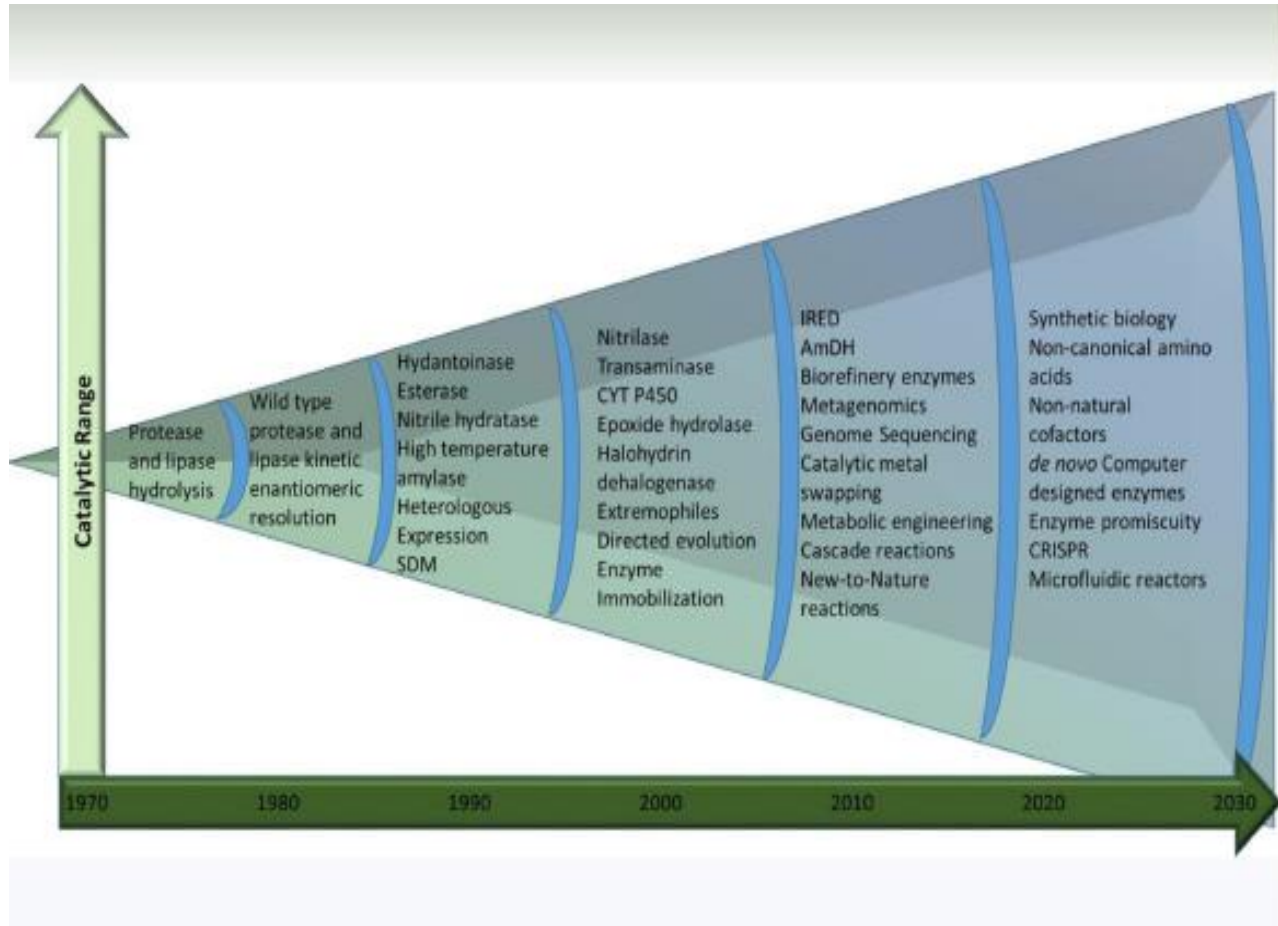 Catalytic Range
Protease
and lipase
hydrolysis
Wild type
protease and
lipase kinetic
enantiomeric
resolution
Hydantoinase
Esterase
Nitrile hydratase
High temperature
amylase
Heterologous
Expression
SDM
Nitrilase
Transaminase
CYT P450
Epoxide hydrolase
Halohydrin
dehalogenase
Extremophiles
Directed evolution
Enzyme
Immobilization
IRED
AmDH
Biorefinery enzymes
Metagenomics
Genome Sequencing
Catalytic metal
swapping
Metabolic engineering
Cascade reactions
New-to-Nature
reactions
Synthetic biology
Non-canonical amino
acids
Non-natural
cofactors
de novo Computer
designed enzymes
Enzyme promiscuity
CRISPR
Microfluidic reactors
1970 1980 1990 2000 2010 2020 2030